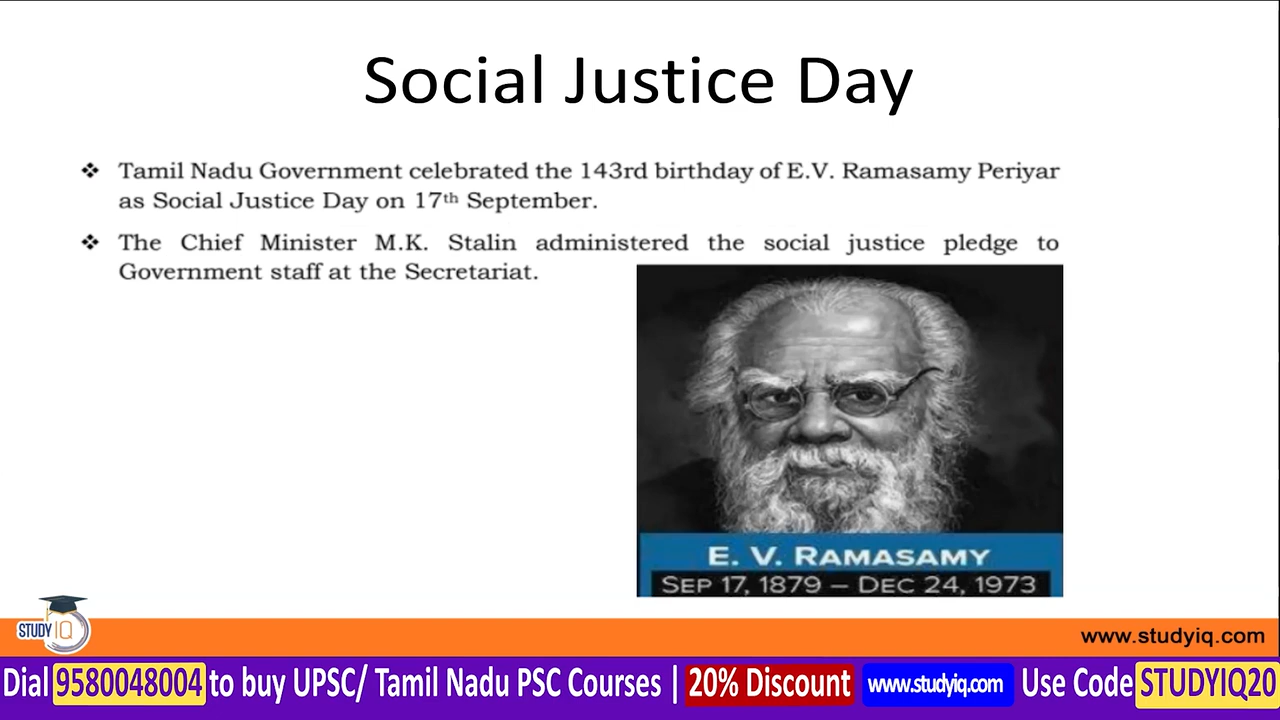 Social Justice Day
❖ Tamil Nadu Government celebrated the 143rd birthday of E.V. Ramasamy Periyar
as Social Justice Day on 17th September.
❖ The Chief Minister M.K. Stalin administered the social justice pledge to
Government staff at the Secretariat.
E. V. RAMASAMY
SEP 17, 1879 – DEC 24, 1973
STUDY IQ
www.studyiq.com
Dial 9580048004 to buy UPSC/ Tamil Nadu PSC Courses | 20% Discount www.studyiq.com Use Code STUDYIQ20